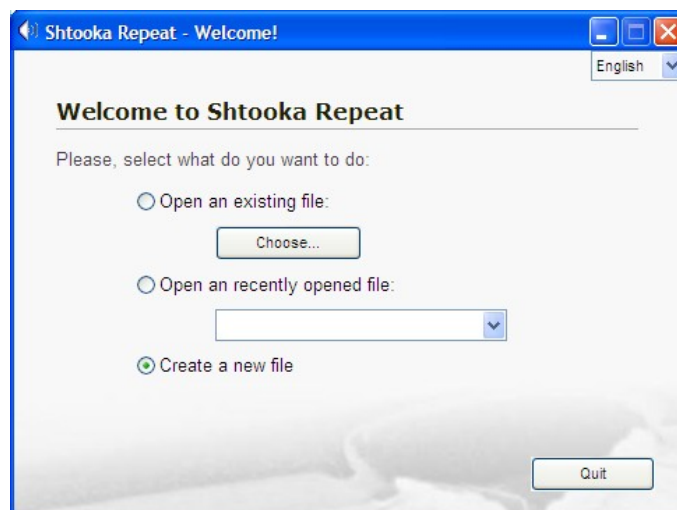 Shtooka Repeat - Welcome!
English
Welcome to Shtooka Repeat
Please, select what do you want to do:
Open an existing file:
Choose...
Open an recently opened file:
Create a new file
Quit